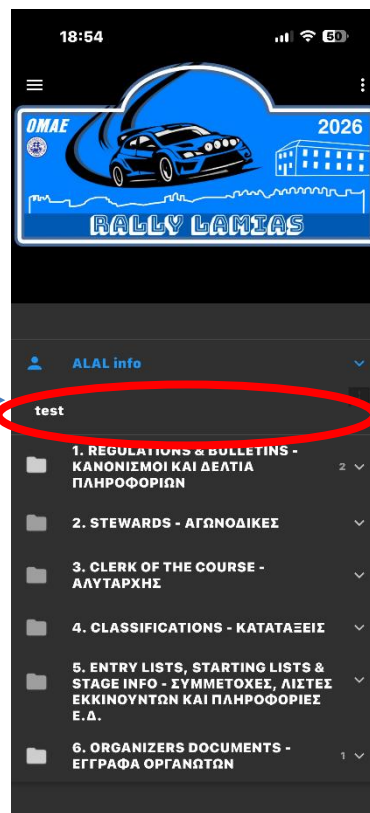 18:54
50
OMAE
2026
RALLY LAMIAS
ALAL info
test
1. REGULATIONS & BULLETINS -
ΚΑΝΟΝΙΣΜΟΙ ΚΑΙ ΔΕΛΤΙΑ
ΠΛΗΡΟΦΟΡΙΩΝ
2
2. STEWARDS - ΑΓΩΝΟΔΙΚΕΣ
3. CLERK OF THE COURSE -
ΑΛΥΤΑΡΧΗΣ
4. CLASSIFICATIONS - ΚΑΤΑΤΑΞΕΙΣ
5. ENTRY LISTS, STARTING LISTS &
STAGE INFO - ΣΥΜΜΕΤΟΧΕΣ, ΛΙΣΤΕΣ
ΕΚΚΙΝΟΥΝΤΩΝ ΚΑΙ ΠΛΗΡΟΦΟΡΙΕΣ
Ε.Δ.
6. ORGANIZERS DOCUMENTS -
ΕΓΓΡΑΦΑ ΟΡΓΑΝΩΤΩΝ
1